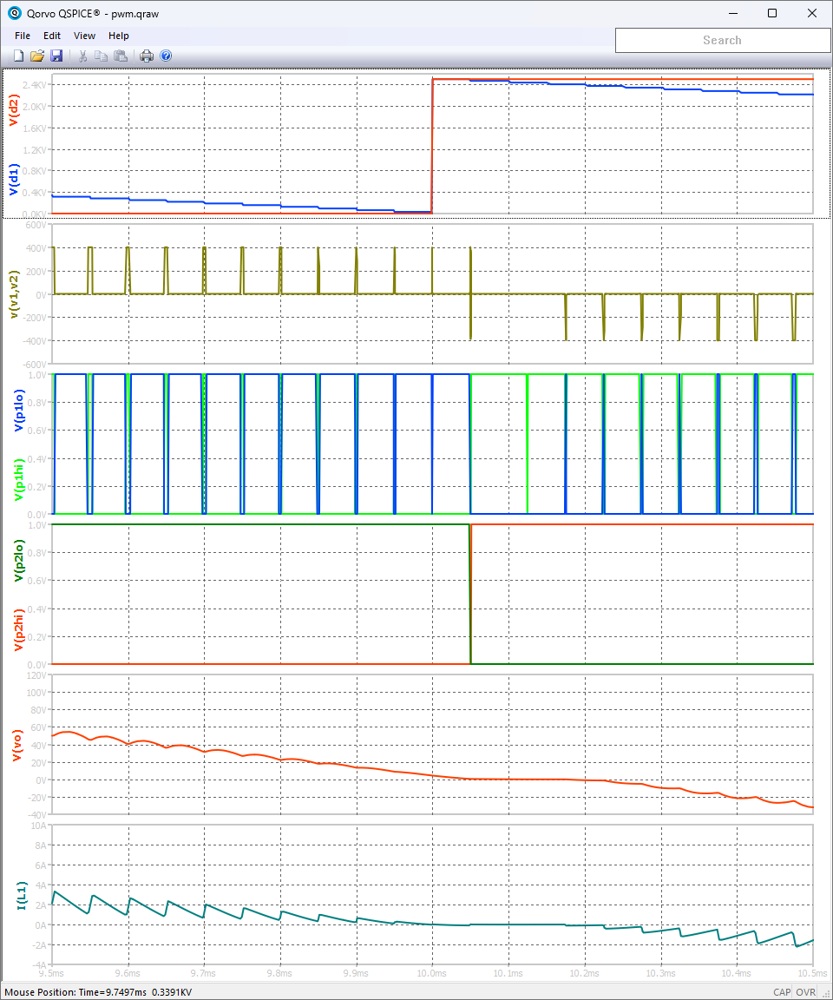 Qorvo QSPICE® - pwm.qraw
File Edit View Help
Search
V(d2)
V(d1)
2.4KV
2.0KV
1.6KV
1.2KV
0.8KV
0.4KV
0.0KV
v(v1,v2)
600V
400V
200V
0V
-200V
-400V
-600V
V(p1lo)
V(p1hi)
1.0V
0.8V
0.6V
0.4V
0.2V
0.0V
V(p2lo)
V(p2hi)
1.0V
0.8V
0.6V
0.4V
0.2V
0.0V
V(vo)
120V
100V
80V
60V
40V
20V
0V
-20V
-40V
I(L1)
10A
8A
6A
4A
2A
0A
-2A
-4A
9.5ms 9.6ms 9.7ms 9.8ms 9.9ms 10.0ms 10.1ms 10.2ms 10.3ms 10.4ms 10.5ms
Mouse Position: Time=9.7497ms 0.3391KV CAP OVR